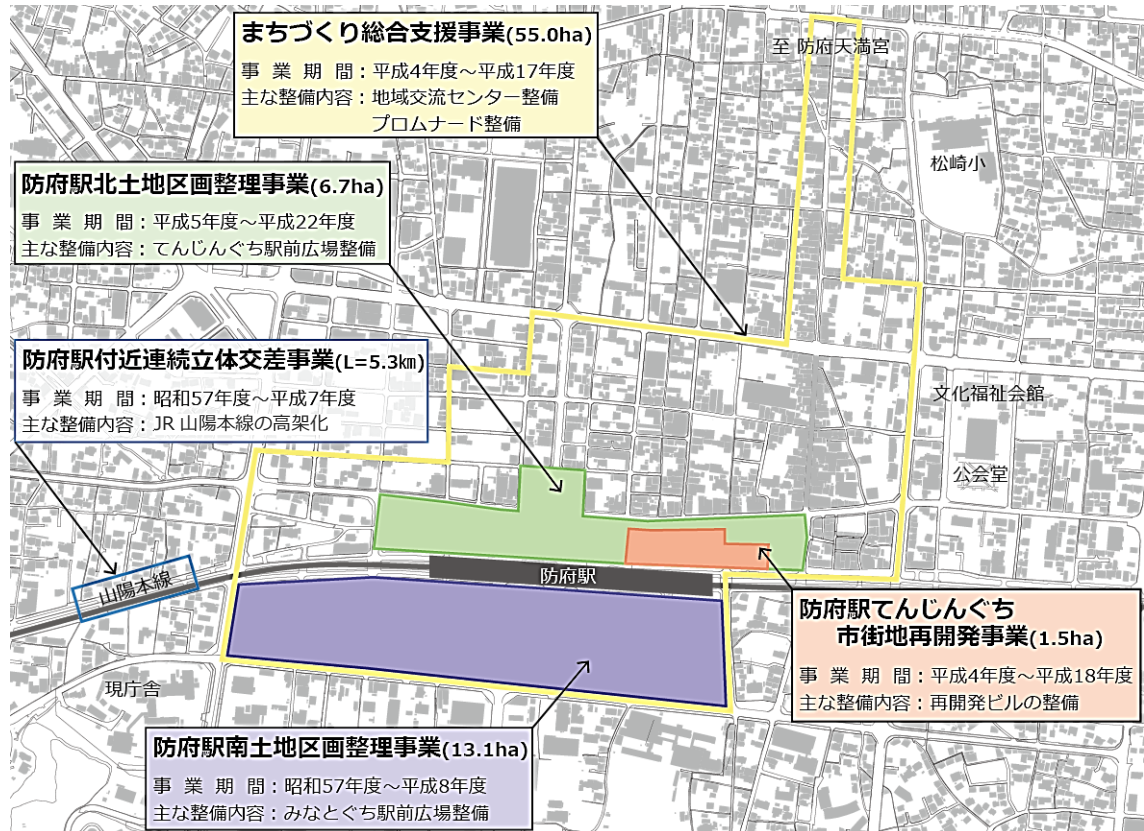 まちづくり総合支援事業(55.0ha)
事業期間：平成4年度～平成17年度
主な整備内容：地域交流センター整備
プロムナード整備
至 防府天満宮
松崎小
防府駅北土地区画整理事業(6.7ha)
事業期間：平成5年度～平成22年度
主な整備内容：てんじんぐち駅前広場整備
防府駅付近連続立体交差事業(L=5.3㎞)
事業期間：昭和57年度～平成7年度
主な整備内容：JR 山陽本線の高架化
文化福祉会館
公会堂
山陽本線
防府駅
防府駅てんじんぐち
市街地再開発事業(1.5ha)
事業期間：平成4年度～平成18年度
主な整備内容：再開発ビルの整備
現庁舎
防府駅南土地区画整理事業(13.1ha)
事業期間：昭和57年度～平成8年度
主な整備内容：みなとぐち駅前広場整備